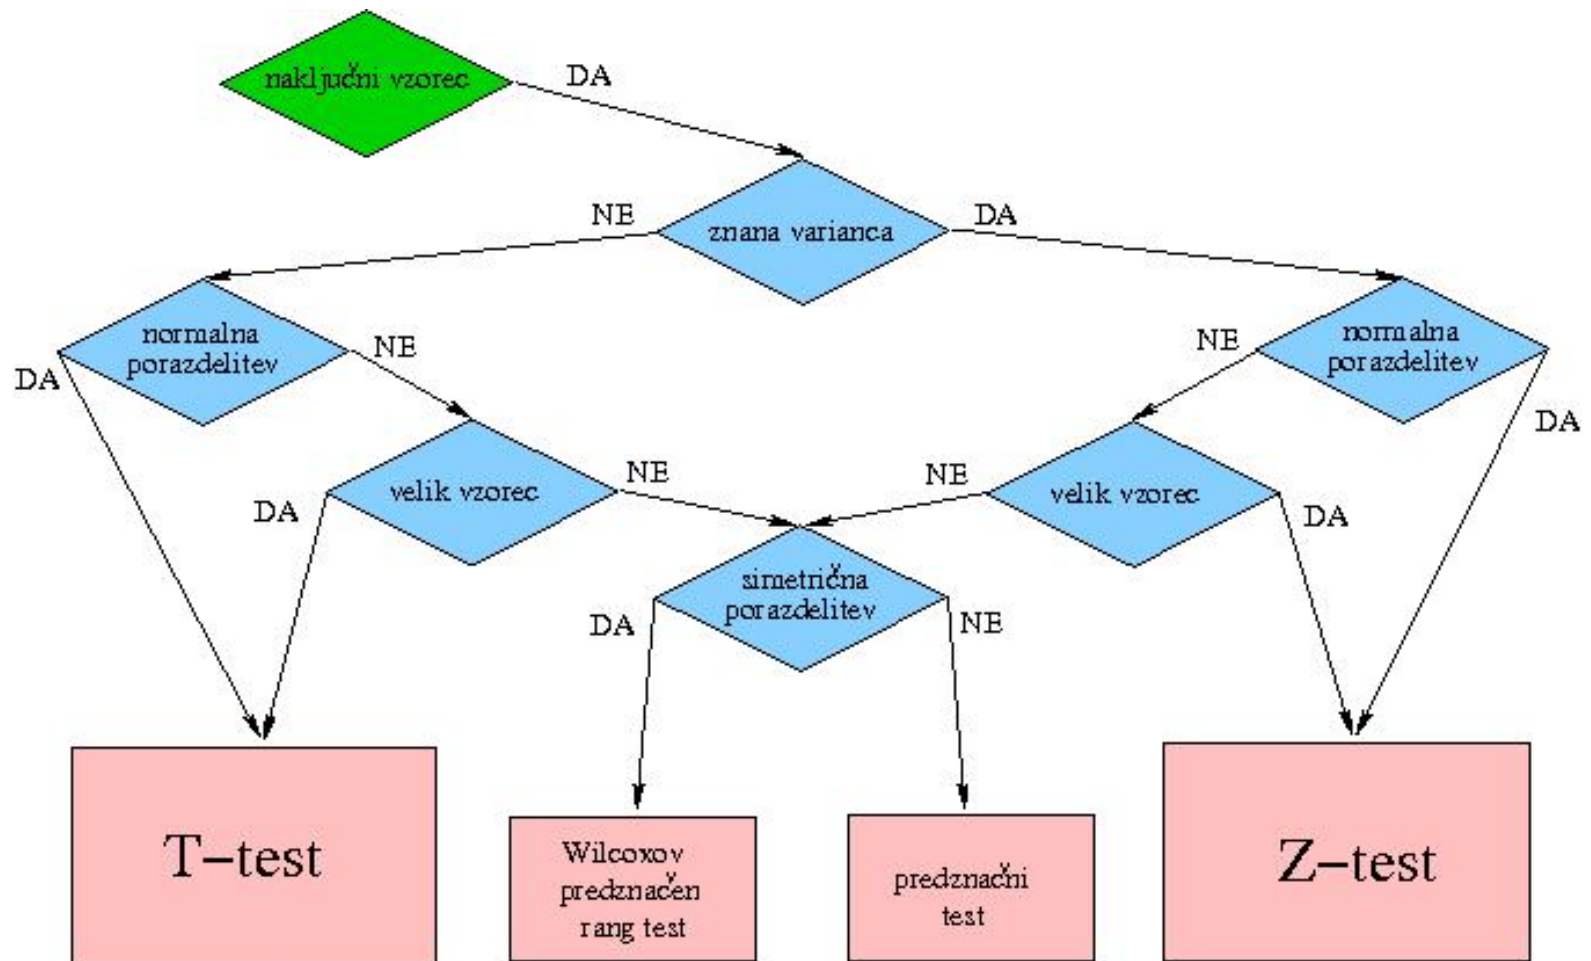 naključni vzorec
DA
NE
znana varianca
DA
normalna
porazdelitev
NE
DA
NE
normalna
porazdelitev
DA
velik vzorec
NE
DA
NE
velik vzorec
DA
simetrična
porazdelitev
DA
NE
T-test
Wilcoxov
predznačen
rang test
predznačni
test
Z-test